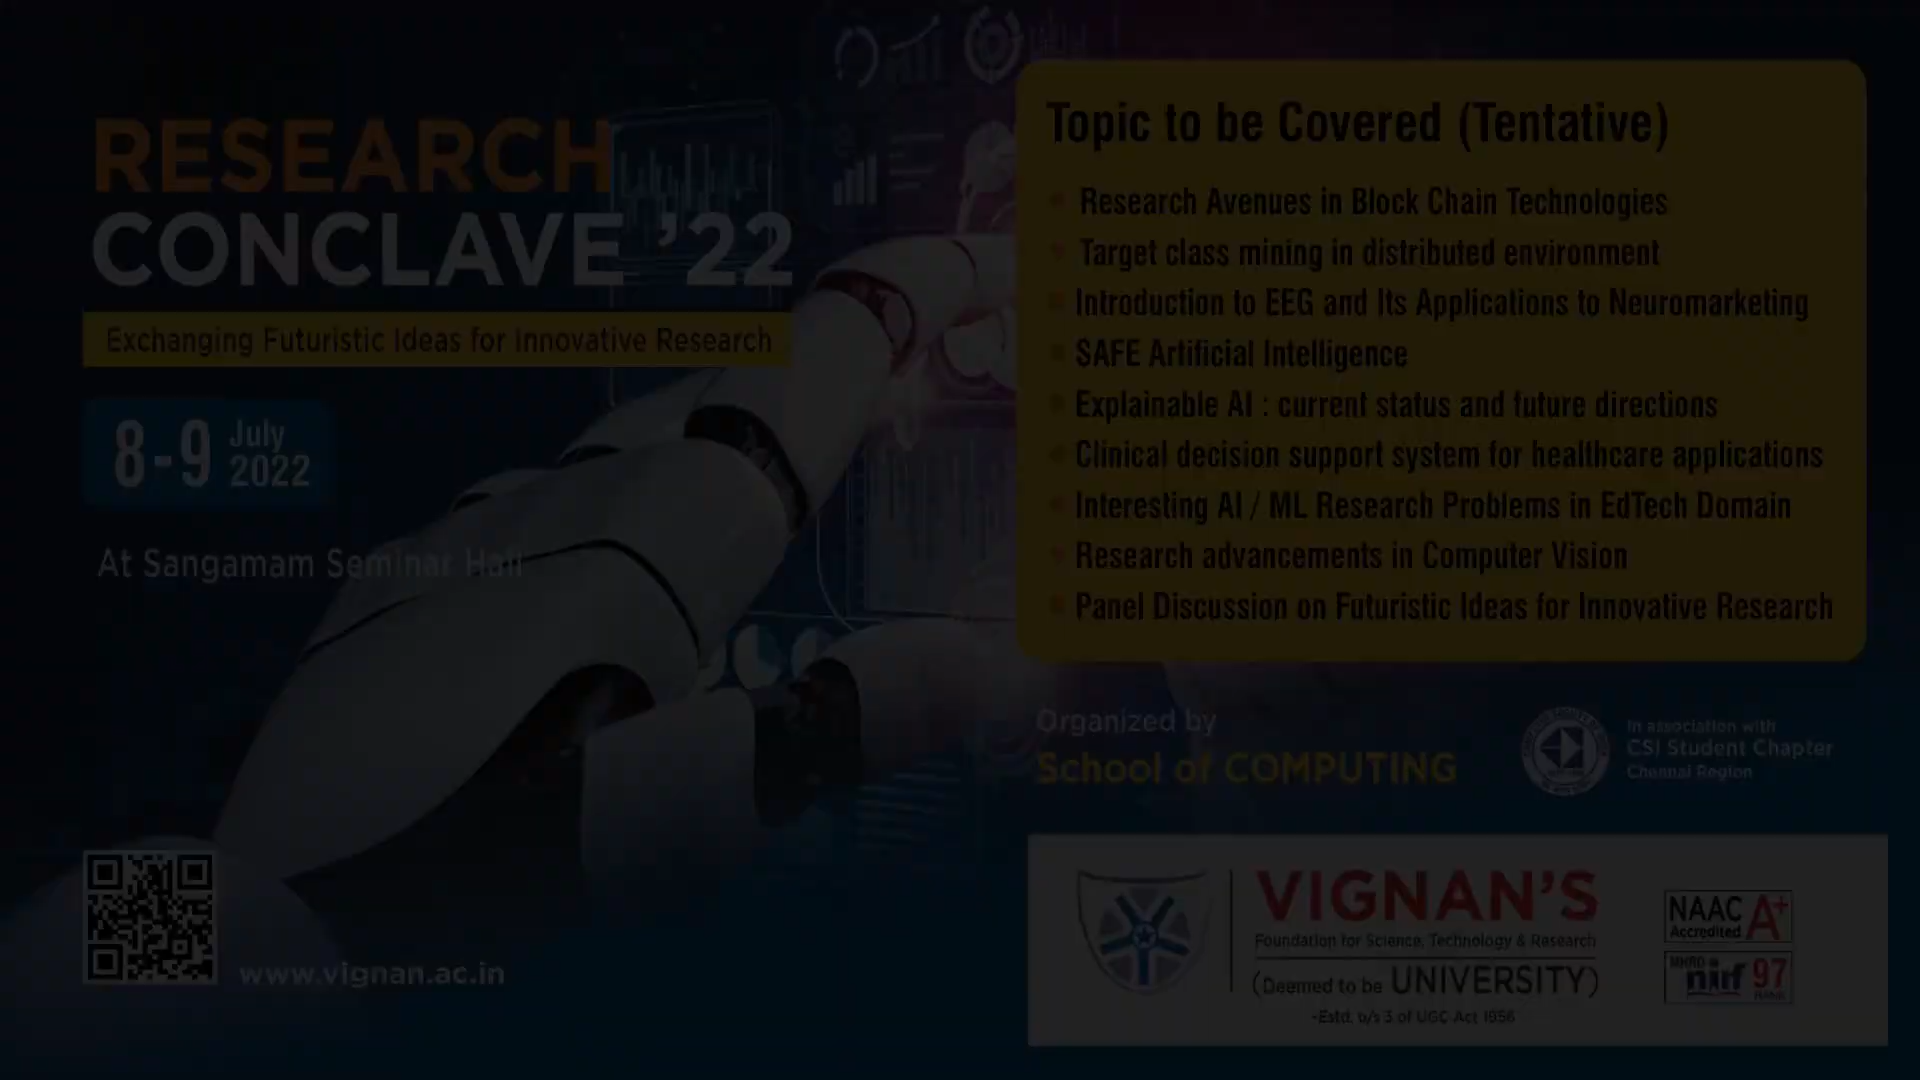 RESEARCH
CONCLAVE ’22
Exchanging Futuristic Ideas for Innovative Research
8-9 July
2022
At Sangamam Seminar Hall
www.vignan.ac.in
Topic to be Covered (Tentative)
Research Avenues in Block Chain Technologies
Target class mining in distributed environment
Introduction to EEG and Its Applications to Neuromarketing
SAFE Artificial Intelligence
Explainable AI : current status and future directions
Clinical decision support system for healthcare applications
Interesting AI / ML Research Problems in EdTech Domain
Research advancements in Computer Vision
Panel Discussion on Futuristic Ideas for Innovative Research
Organized by
School of COMPUTING
In association with
CSI Student Chapter
Chennai Region
VIGNAN’S
Foundation for Science, Technology & Research
(Deemed to be UNIVERSITY)
-Estd. u/s 3 of UGC Act 1956
NAAC A+
Accredited
MHRD
nirf 97